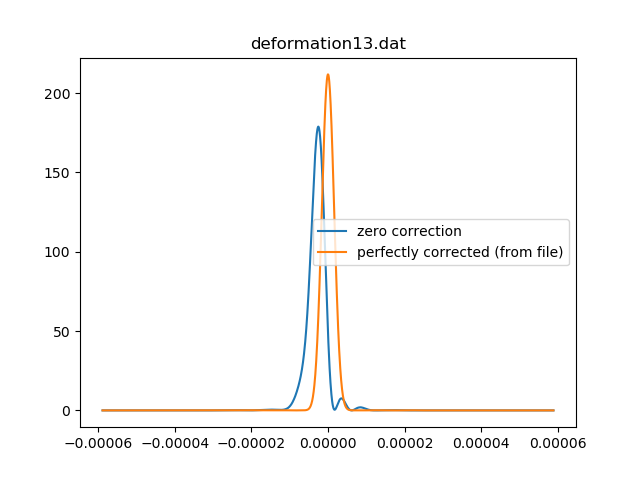 deformation13.dat
200
150
100
50
0
zero correction
perfectly corrected (from file)
−0.00006 −0.00004 −0.00002 0.00000 0.00002 0.00004 0.00006